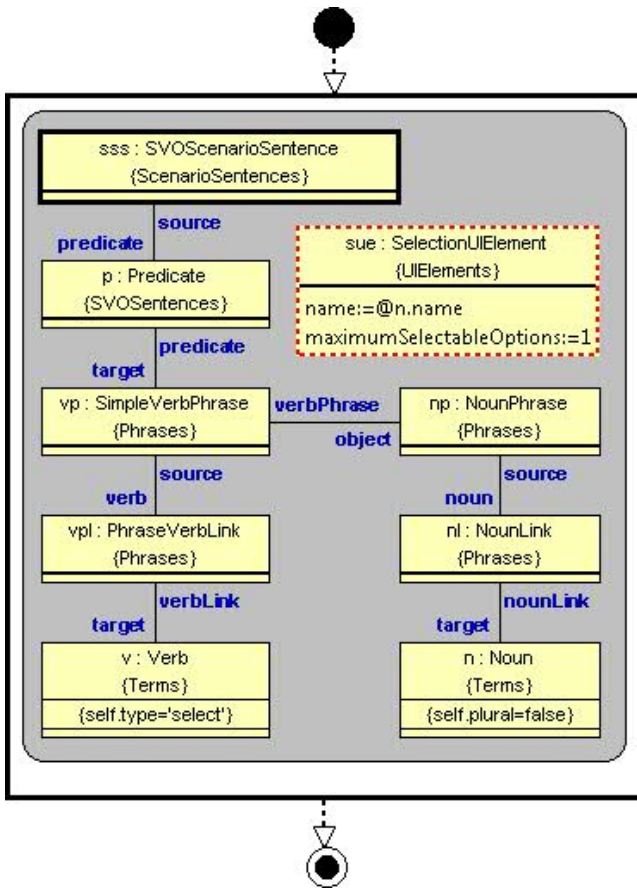 sss : SVOScenarioSentence
{ScenarioSentences}
source
predicate
p : Predicate
{SVOSentences}
sue : SelectionUIElement
{UIElements}
name:=@n.name
maximumSelectableOptions:=1
predicate
target
vp : SimpleVerbPhrase
{Phrases}
verbPhrase
object
np : NounPhrase
{Phrases}
source
verb
source
noun
vpl : PhraseVerbLink
{Phrases}
nl : NounLink
{Phrases}
verbLink
target
nounLink
target
v : Verb
{Terms}
{self.type='select'}
n : Noun
{Terms}
{self.plural=false}